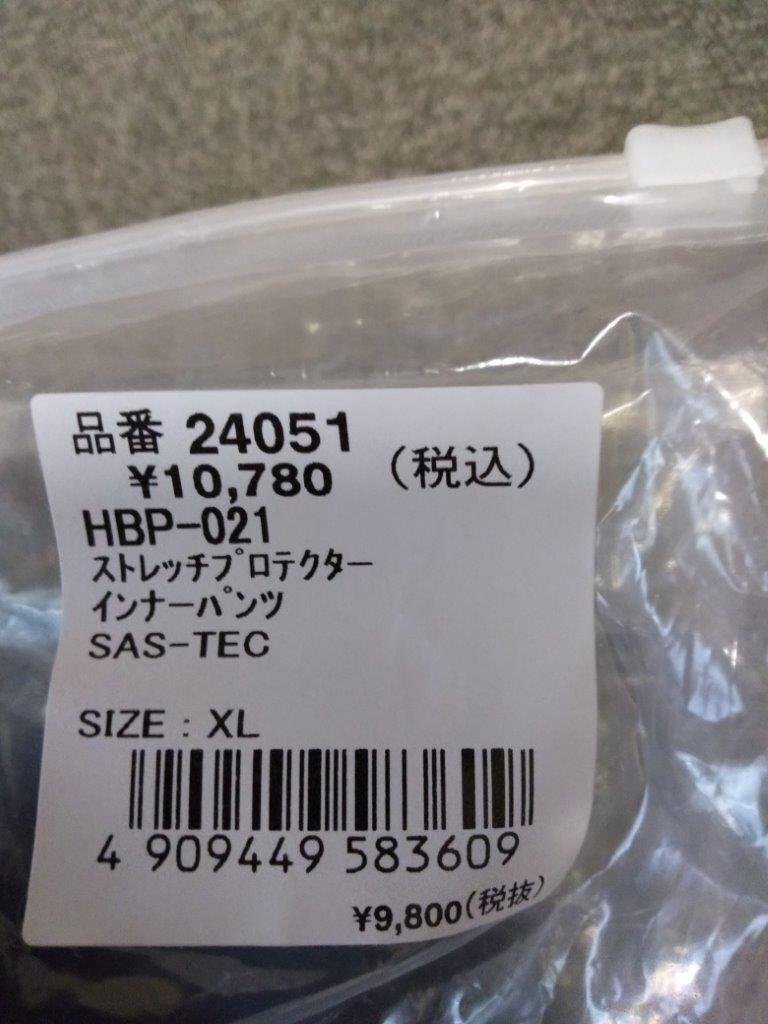 品番 24051
¥10,780 (税込)
HBP-021
ストレッチプロテクター
インナーパンツ
SAS-TEC
SIZE : XL
4 909449 583609
¥9,800(税抜)